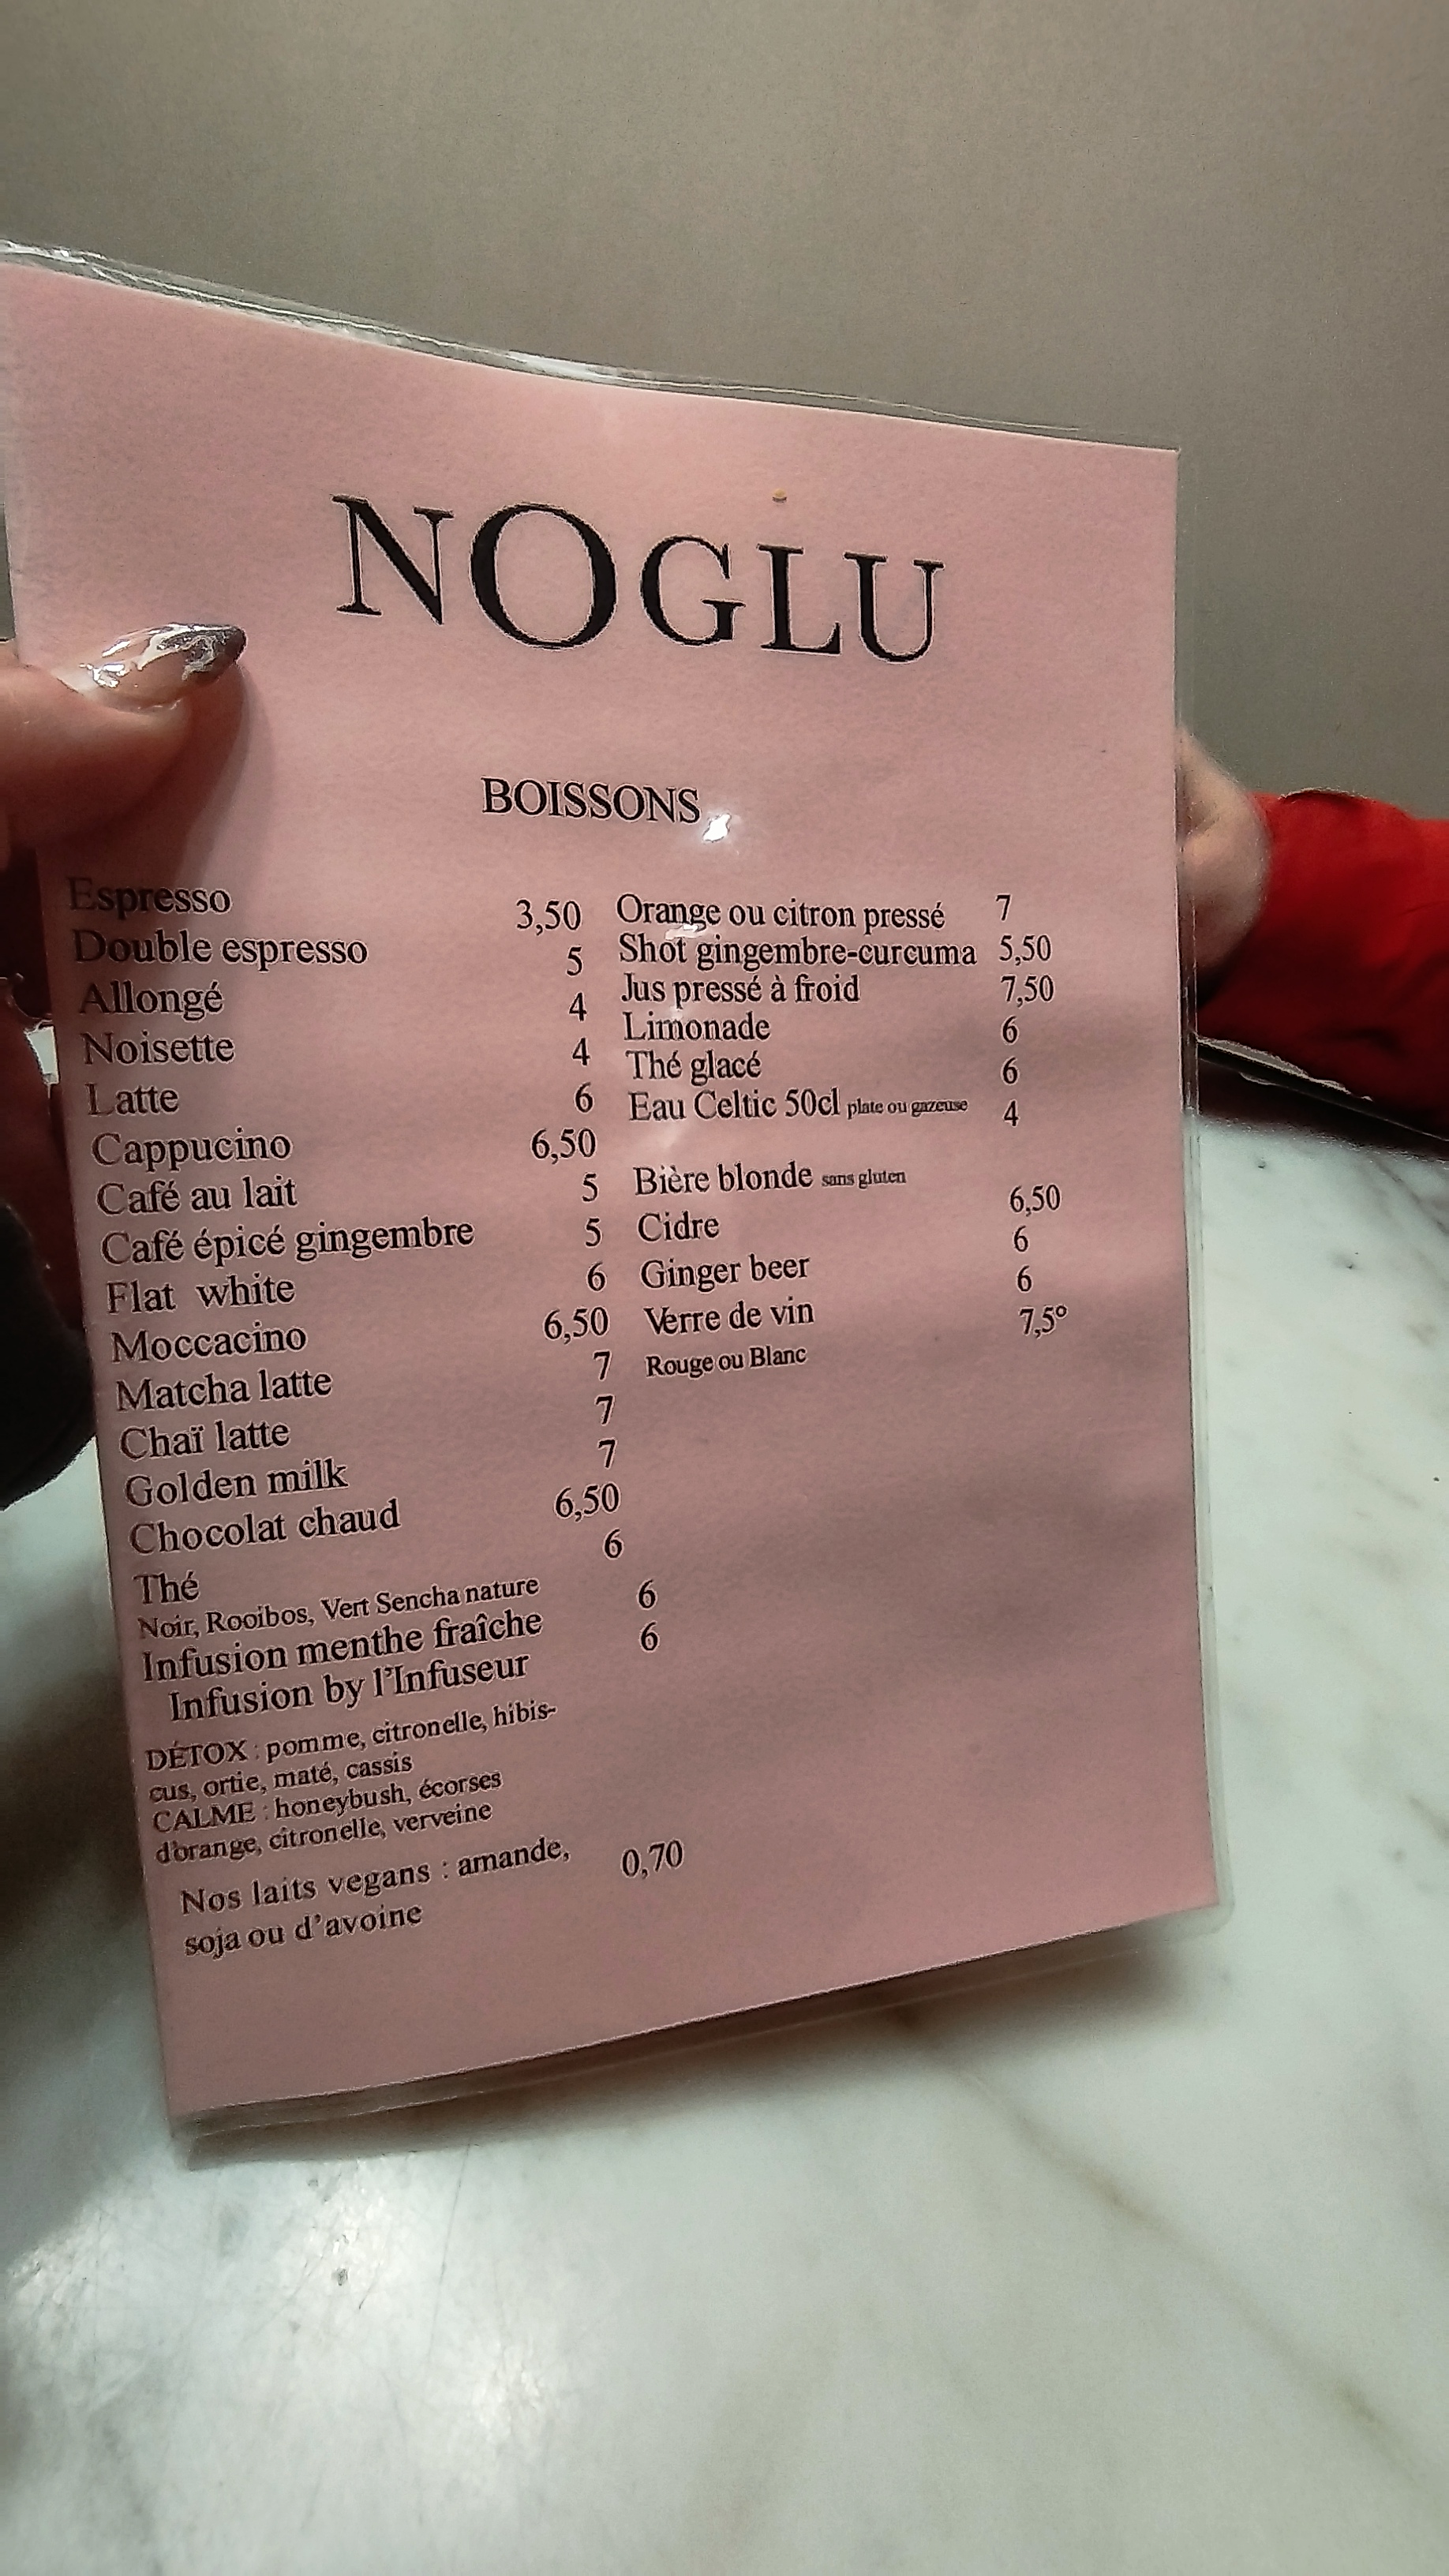 NOGLU
BOISSONS
Espresso 3,50
Double espresso 5
Allongé 4
Noisette 4
Latte 6
Cappucino 6,50
Café au lait 5
Café épicé gingembre 5
Flat white 6
Moccacino 6,50
Matcha latte 7
Chaï latte 7
Golden milk 7
Chocolat chaud 6,50
Thé 6
Noir, Rooibos, Vert Sencha nature
Infusion menthe fraîche 6
Infusion by l'Infuseur 6
DÉTOX : pomme, citronelle, hibis-
cus, ortie, maté, cassis
CALME : honeybush, écorses
d'orange, citronelle, verveine
Nos laits vegans : amande, 0,70
soja ou d'avoine
Orange ou citron pressé 7
Shot gingembre-curcuma 5,50
Jus pressé à froid 7,50
Limonade 6
Thé glacé 6
Eau Celtic 50cl plate ou gazeuse 4
Bière blonde sans gluten 6,50
Cidre 6
Ginger beer 6
Verre de vin 7,5°
Rouge ou Blanc